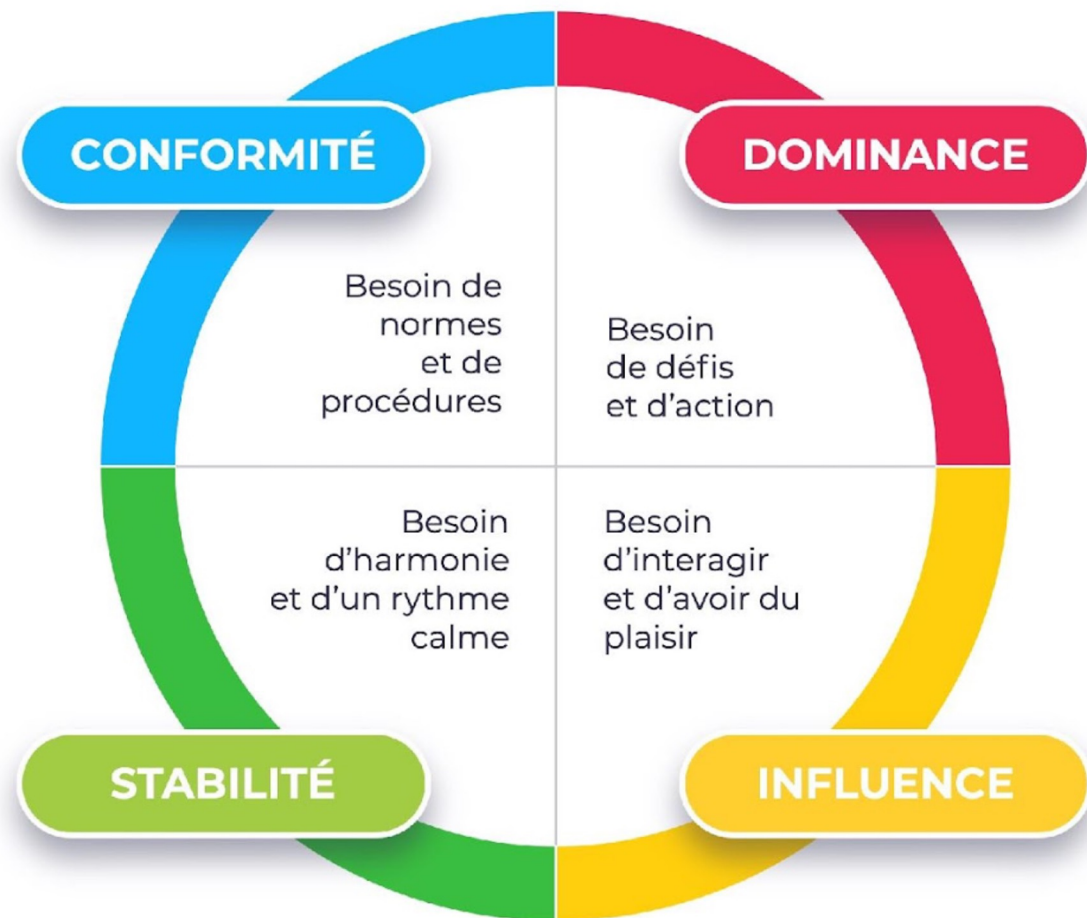 CONFORMITÉ
DOMINANCE
Besoin de
normes
et de
procédures
Besoin
de défis
et d’action
Besoin
d’harmonie
et d’un rythme
calme
Besoin
d’interagir
et d’avoir du
plaisir
STABILITÉ
INFLUENCE